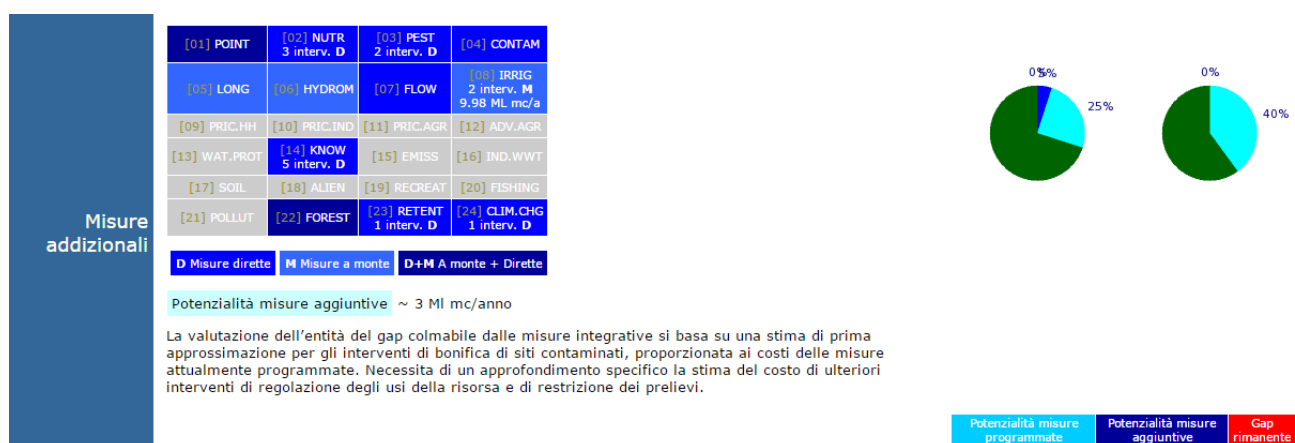 Misure
addizionali
[01] POINT
[02] NUTR
3 interv. D
[03] PEST
2 interv. D
[04] CONTAM
[05] LONG
[06] HYDROM
[07] FLOW
[08] IRRIG
2 interv. M
9.98 ML mc/a
[09] PRIC.HH
[10] PRIC.IND
[11] PRIC.AGR
[12] ADV.AGR
[13] WAT.PROT
[14] KNOW
5 interv. D
[15] EMISS
[16] IND.WWT
[17] SOIL
[18] ALIEN
[19] RECREAT
[20] FISHING
[21] POLLUT
[22] FOREST
[23] RETENT
1 interv. D
[24] CLIM.CHG
1 interv. D
D Misure dirette
M Misure a monte
D+M A monte + Dirette
Potenzialità misure aggiuntive ~ 3 Ml mc/anno
La valutazione dell’entità del gap colmabile dalle misure integrative si basa su una stima di prima
approssimazione per gli interventi di bonifica di siti contaminati, proporzionata ai costi delle misure
attualmente programmate. Necessita di un approfondimento specifico la stima del costo di ulteriori
interventi di regolazione degli usi della risorsa e di restrizione dei prelievi.
0%
5%
25%
0%
40%
Potenzialità misure
programmate
Potenzialità misure
aggiuntive
Gap
rimanente